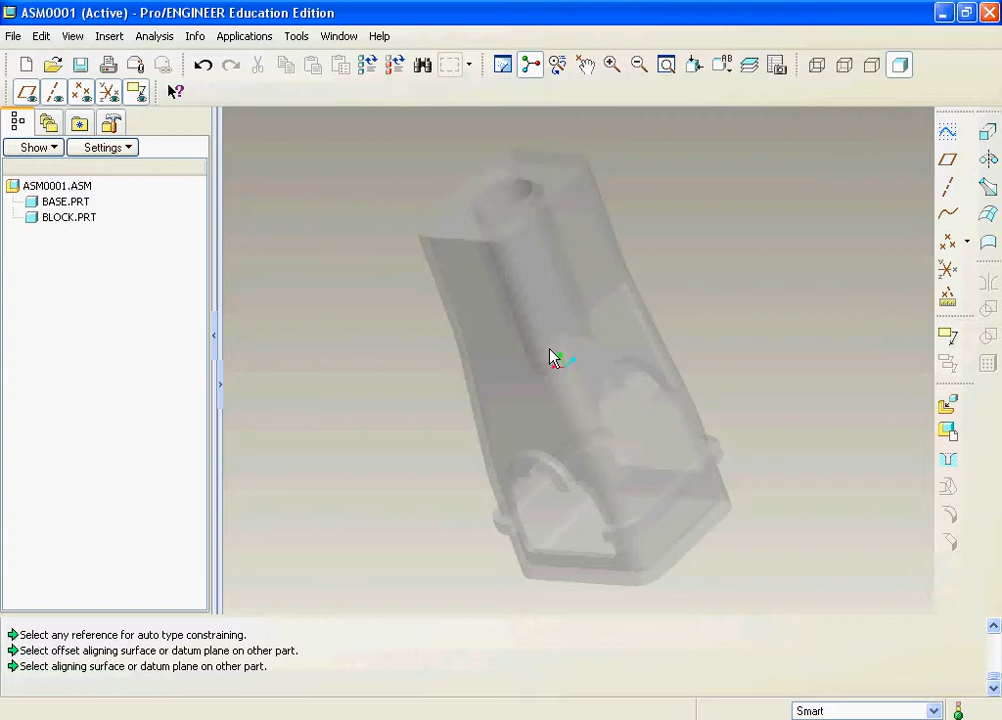 ASM0001 (Active) - Pro/ENGINEER Education Edition
File Edit View Insert Analysis Info Applications Tools Window Help
Show Settings
ASM0001.ASM
BASE.PRT
BLOCK.PRT
Select any reference for auto type constraining.
Select offset aligning surface or datum plane on other part.
Select aligning surface or datum plane on other part.
Smart